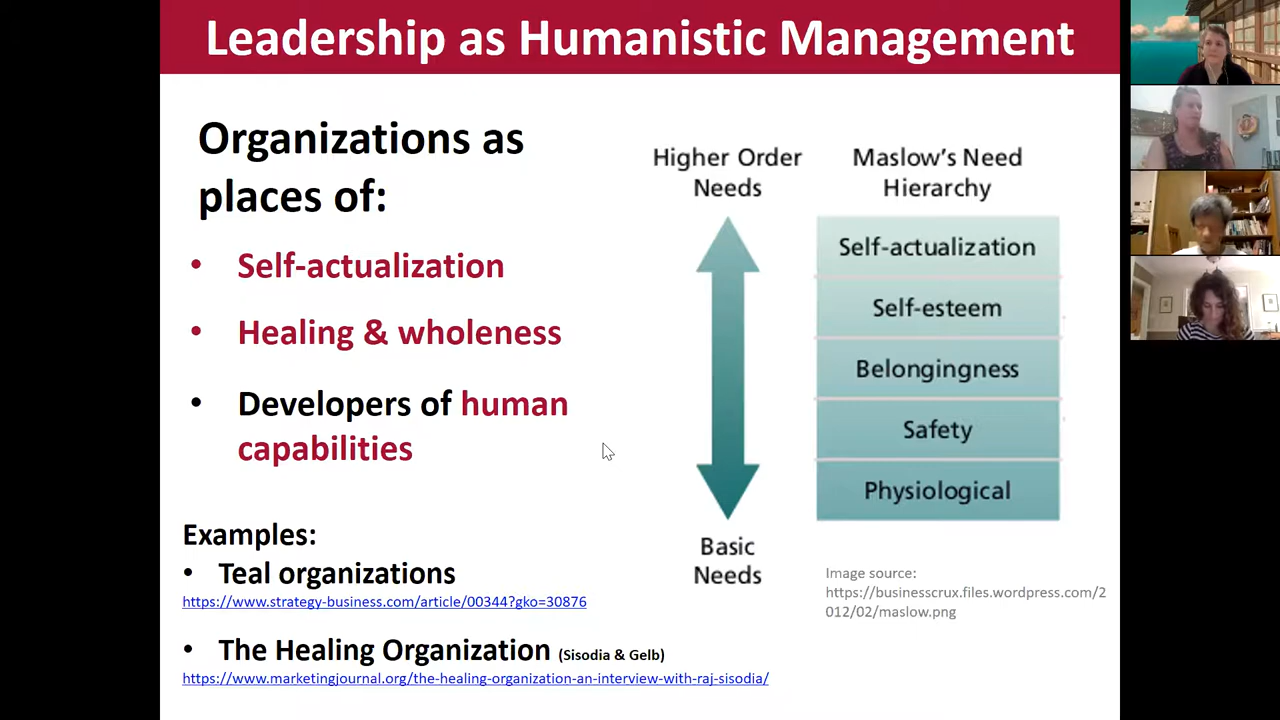 Leadership as Humanistic Management
Organizations as
places of:
• Self-actualization
• Healing & wholeness
• Developers of human
capabilities
Examples:
• Teal organizations
https://www.strategy-business.com/article/00344?gko=30876
• The Healing Organization (Sisodia & Gelb)
https://www.marketingjournal.org/the-healing-organization-an-interview-with-raj-sisodia/
Higher Order
Needs
Basic
Needs
Maslow's Need
Hierarchy
Self-actualization
Self-esteem
Belongingness
Safety
Physiological
Image source:
https://businesscrux.files.wordpress.com/2
012/02/maslow.png